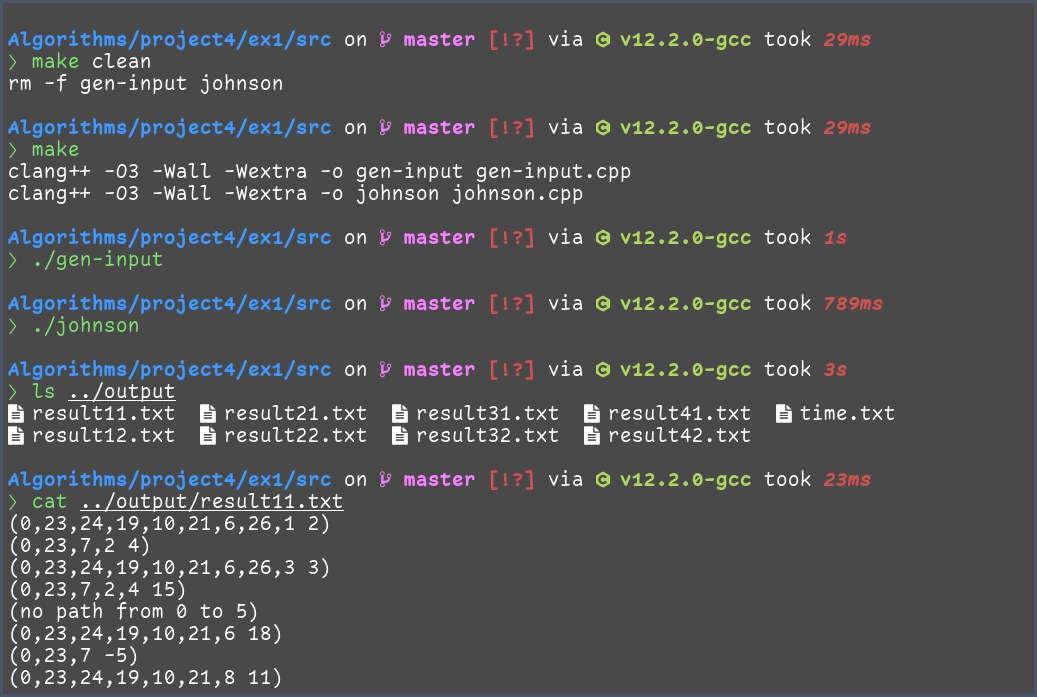 Algorithms/project4/ex1/src on master [!?] via C v12.2.0-gcc took 29ms
❯ make clean
rm -f gen-input johnson
Algorithms/project4/ex1/src on master [!?] via C v12.2.0-gcc took 29ms
❯ make
clang++ -O3 -Wall -Wextra -o gen-input gen-input.cpp
clang++ -O3 -Wall -Wextra -o johnson johnson.cpp
Algorithms/project4/ex1/src on master [!?] via C v12.2.0-gcc took 1s
❯ ./gen-input
Algorithms/project4/ex1/src on master [!?] via C v12.2.0-gcc took 789ms
❯ ./johnson
Algorithms/project4/ex1/src on master [!?] via C v12.2.0-gcc took 3s
❯ ls ../output
result11.txt result21.txt result31.txt result41.txt time.txt
result12.txt result22.txt result32.txt result42.txt
Algorithms/project4/ex1/src on master [!?] via C v12.2.0-gcc took 23ms
❯ cat ../output/result11.txt
(0,23,24,19,10,21,6,26,1 2)
(0,23,7,2 4)
(0,23,24,19,10,21,6,26,3 3)
(0,23,7,2,4 15)
(no path from 0 to 5)
(0,23,24,19,10,21,6 18)
(0,23,7 -5)
(0,23,24,19,10,21,8 11)